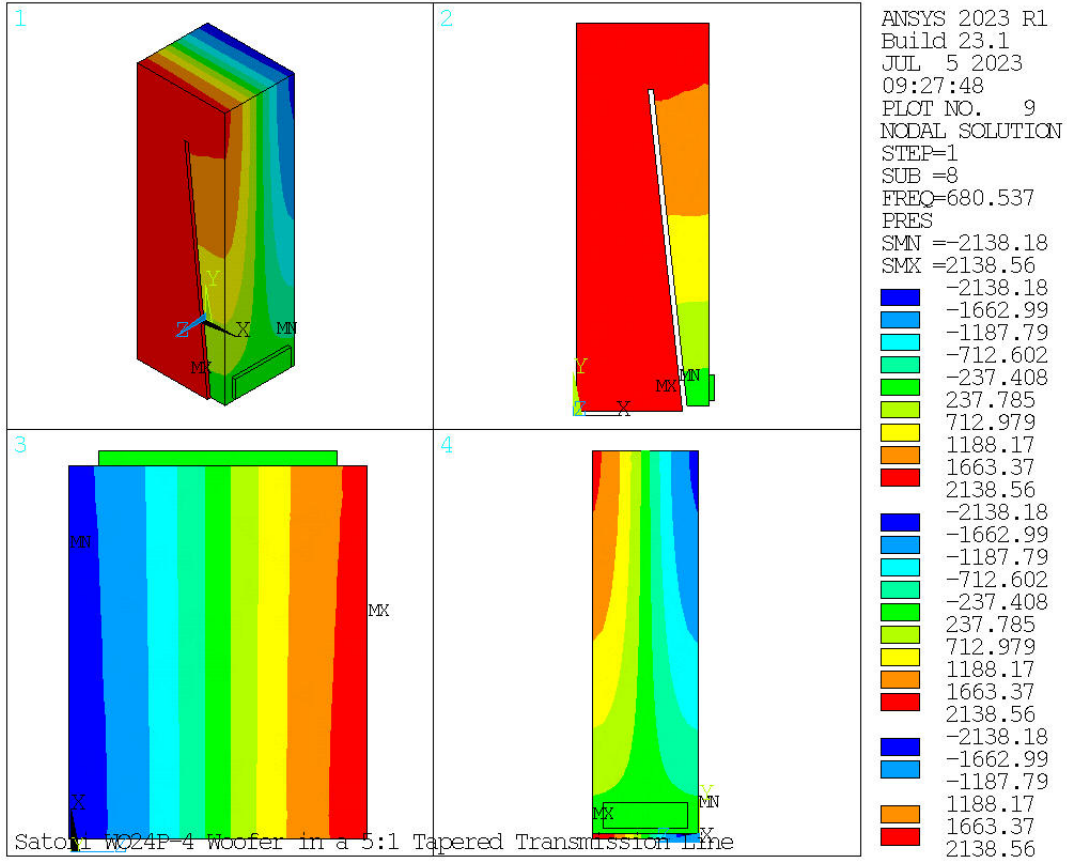 1
MN
MX
Y
Z
X
2
MN
MX
Y
Z
X
3
MN
MX
X
Y
Z
4
MX
MN
Y
X
Satori WO24P-4 Woofer in a 5:1 Tapered Transmission Line
ANSYS 2023 R1
Build 23.1
JUL 5 2023
09:27:48
PLOT NO. 9
NODAL SOLUTION
STEP=1
SUB =8
FREQ=680.537
PRES
SMN =-2138.18
SMX =2138.56
-2138.18
-1662.99
-1187.79
-712.602
-237.408
237.785
712.979
1188.17
1663.37
2138.56
-2138.18
-1662.99
-1187.79
-712.602
-237.408
237.785
712.979
1188.17
1663.37
2138.56
-2138.18
-1662.99
-1187.79
1188.17
1663.37
2138.56